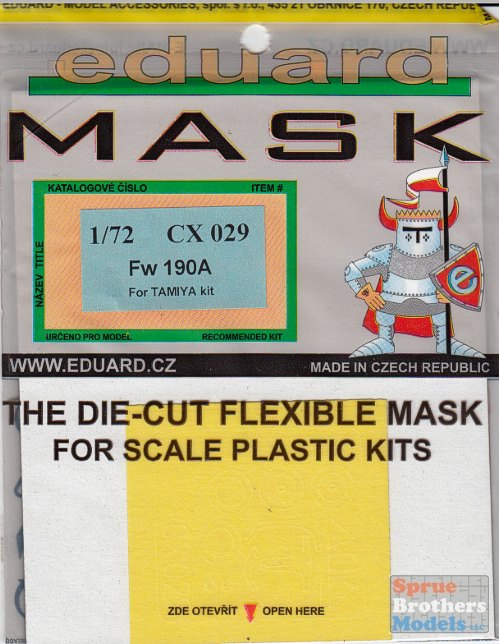 EDUARD - MODEL ACCESSORIES, spol. s r.o., 435 21 OBRNICE 170, CZECH REPUB
eduard
MASK
KATALOGOVÉ ČÍSLO ITEM #
NÁZEV TITLE
1/72 CX 029
Fw 190A
For TAMIYA kit
URČENO PRO MODEL RECOMMENDED KIT
e
WWW.EDUARD.CZ MADE IN CZECH REPUBLIC
THE DIE-CUT FLEXIBLE MASK
FOR SCALE PLASTIC KITS
ZDE OTEVŘÍT OPEN HERE
Sprue
Brothers
Models LLC